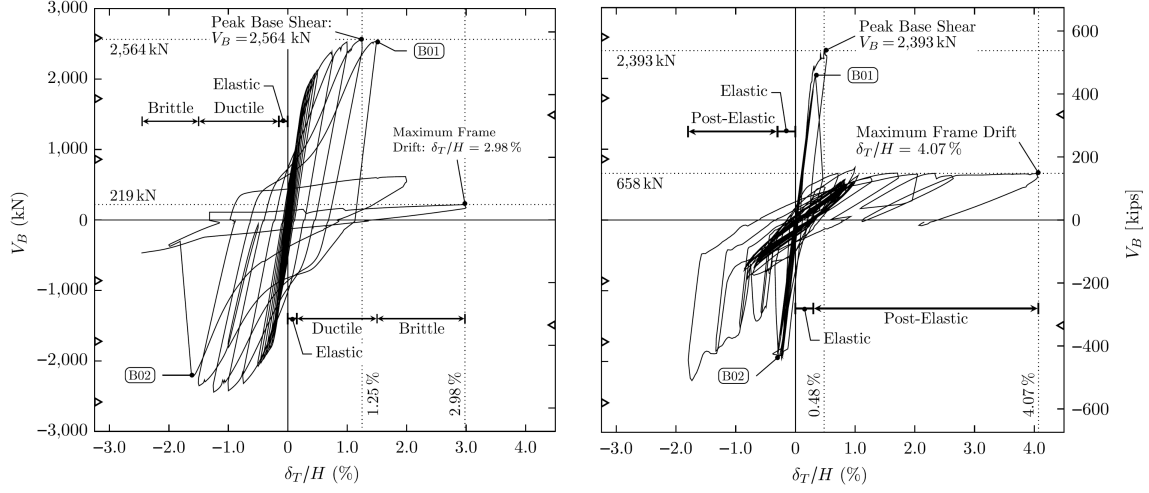 3,000
2,000
1,000
0
−1,000
−2,000
−3,000
V_B (kN)
−3.0 −2.0 −1.0 0 1.0 2.0 3.0 4.0
δ_T/H (%)
Peak Base Shear:
V_B = 2,564 kN
2,564 kN
B01
Elastic
Brittle Ductile
Maximum Frame
Drift: δ_T/H = 2.98 %
219 kN
Ductile Brittle
Elastic
B02
1.25 %
2.98 %
Peak Base Shear
V_B = 2,393 kN
2,393 kN
B01
Elastic
Post-Elastic
Maximum Frame Drift
δ_T/H = 4.07 %
658 kN
Post-Elastic
Elastic
B02
0.48 %
4.07 %
−3.0 −2.0 −1.0 0 1.0 2.0 3.0 4.0
δ_T/H (%)
600
400
200
0
−200
−400
−600
V_B [kips]